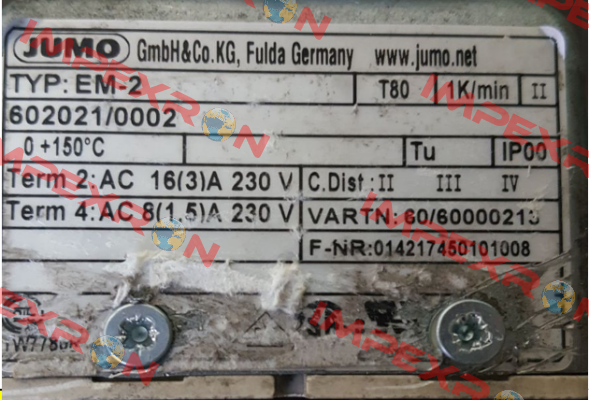 JUMO GmbH&Co.KG, Fulda Germany www.jumo.net
TYP: EM-2 T80 1K/min II
602021/0002
0 +150°C Tu IP00
Term 2: AC 16(3)A 230 V C.Dist : II III IV
Term 4: AC 8(1,5)A 230 V VARTN: 60/60000213
F-NR:014217450101008
IMPEXRON